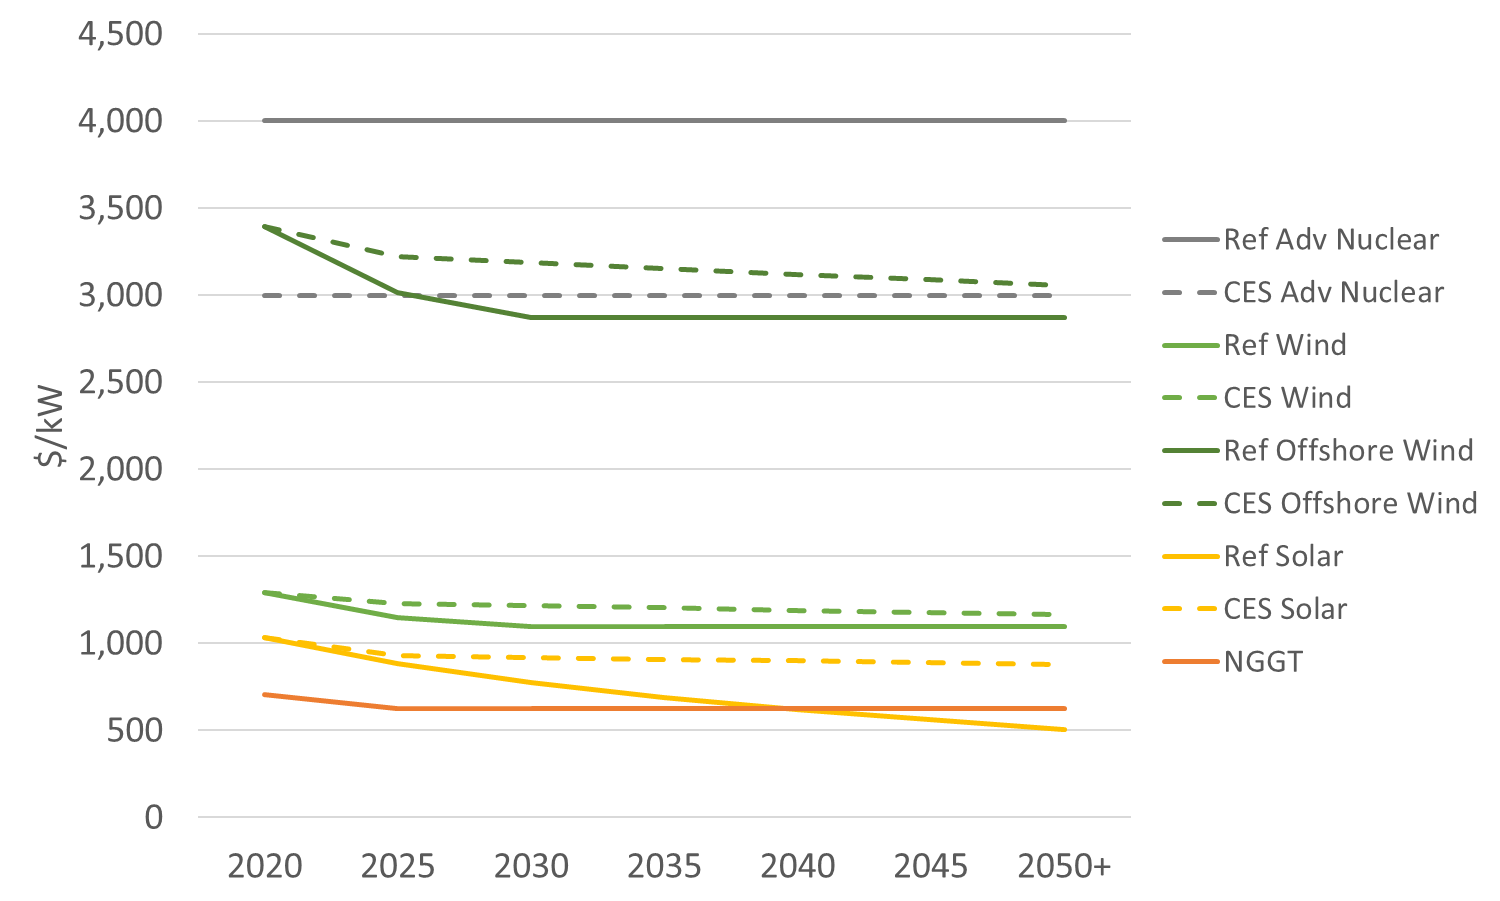 4,500
4,000
3,500
3,000
2,500
2,000
1,500
1,000
500
0
$/kW
2020 2025 2030 2035 2040 2045 2050+
Ref Adv Nuclear
CES Adv Nuclear
Ref Wind
CES Wind
Ref Offshore Wind
CES Offshore Wind
Ref Solar
CES Solar
NGGT